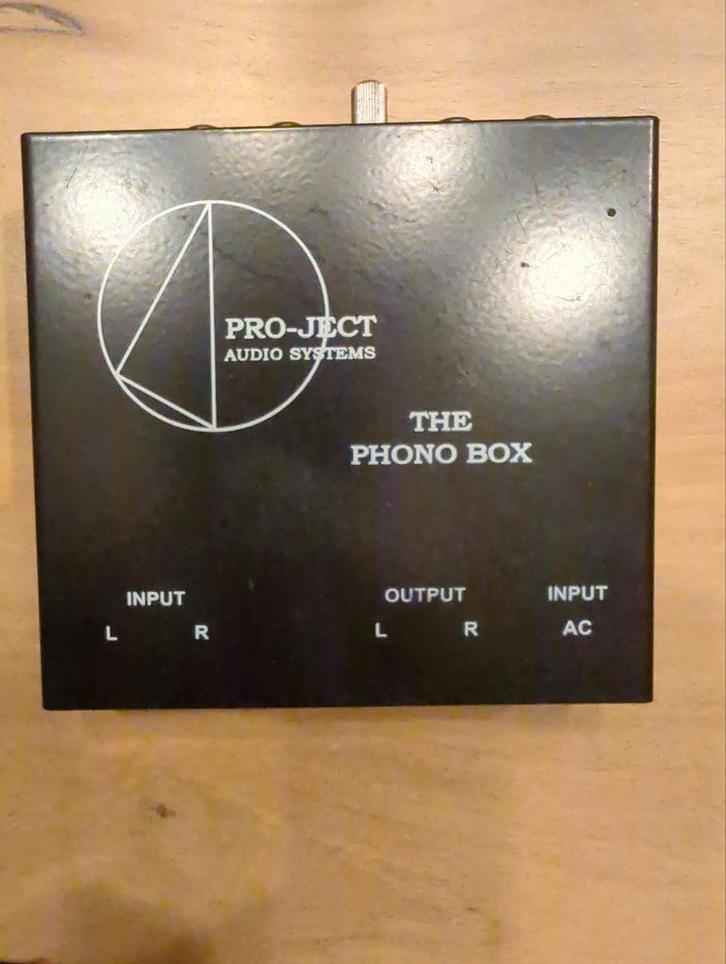 PRO-JECT
AUDIO SYSTEMS
THE
PHONO BOX
INPUT OUTPUT INPUT
L R L R AC